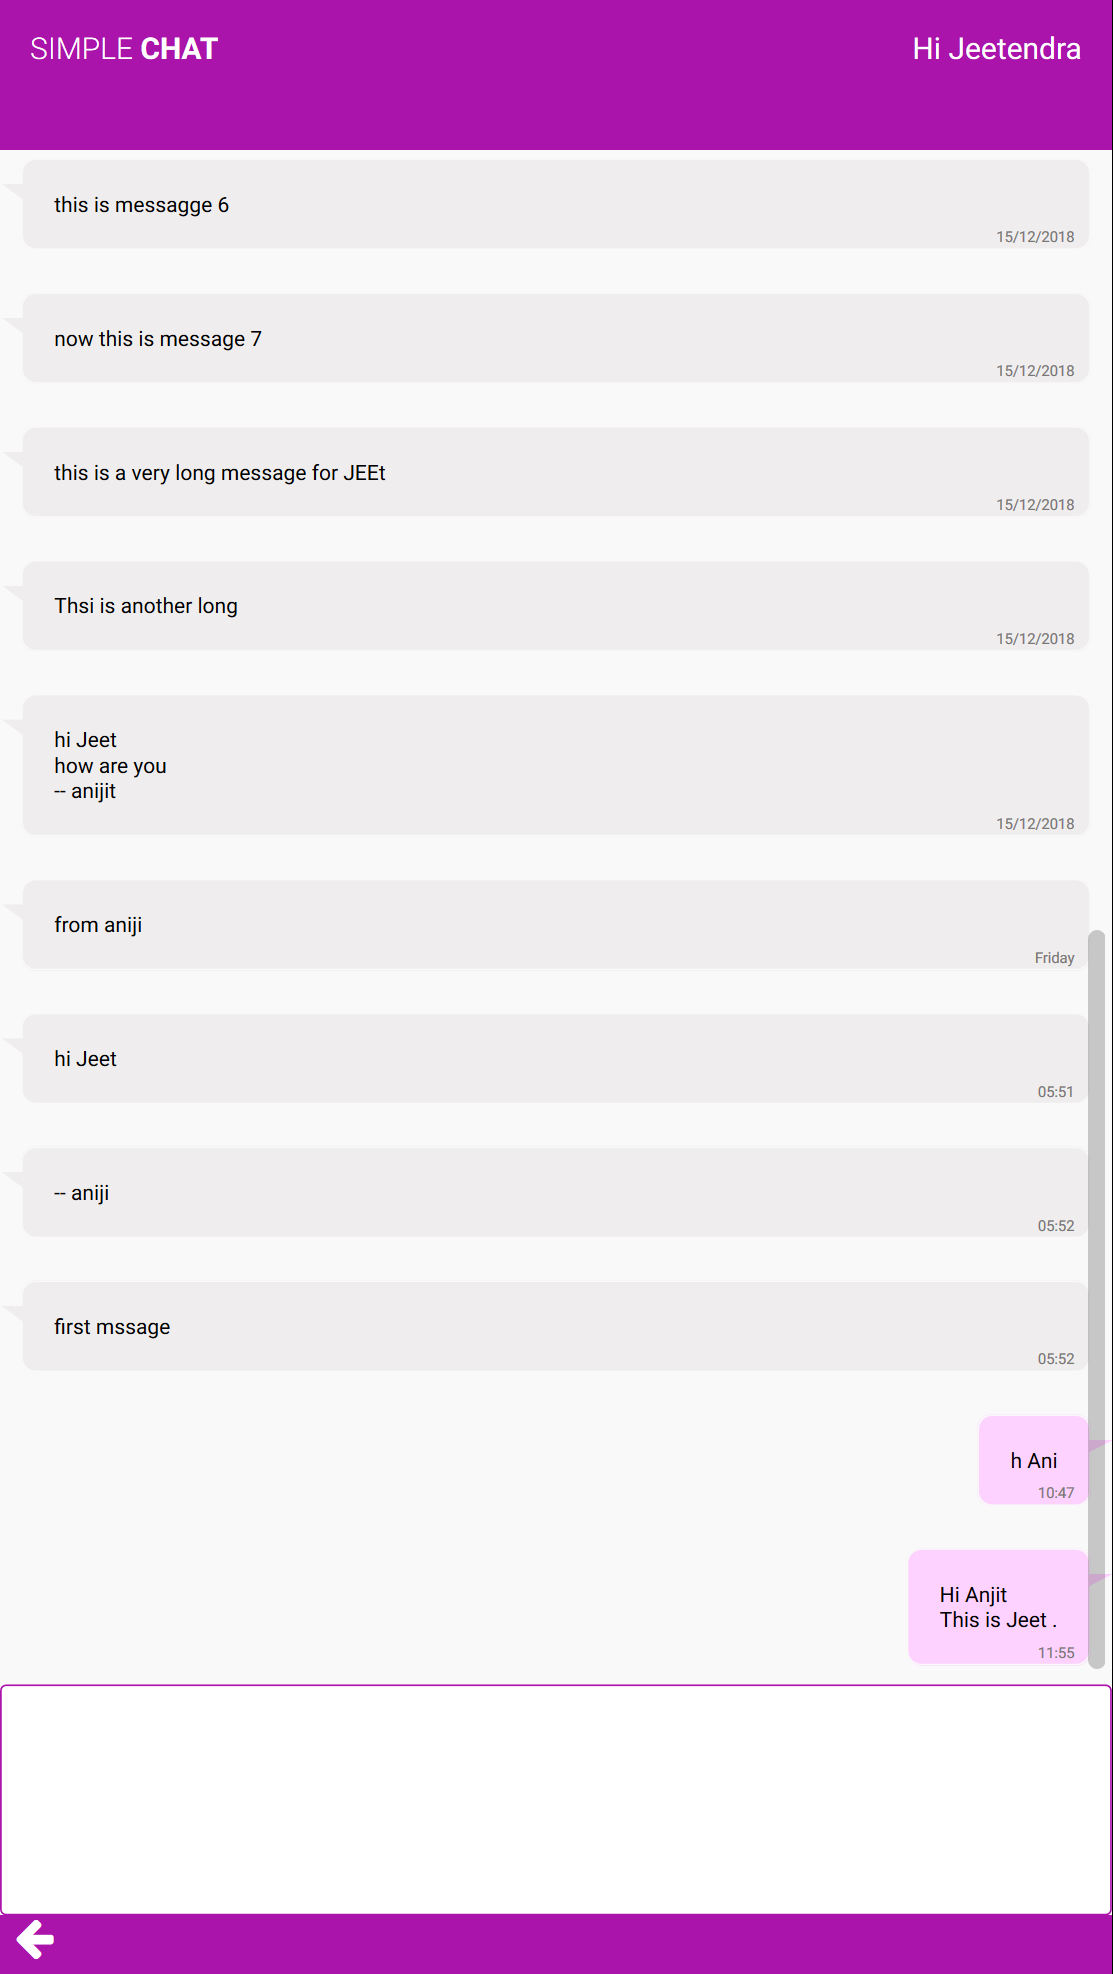 SIMPLE CHAT
Hi Jeetendra
this is messagge 6
15/12/2018
now this is message 7
15/12/2018
this is a very long message for JEEt
15/12/2018
Thsi is another long
15/12/2018
hi Jeet
how are you
-- anijit
15/12/2018
from aniji
Friday
hi Jeet
05:51
-- aniji
05:52
first mssage
05:52
h Ani
10:47
Hi Anjit
This is Jeet .
11:55